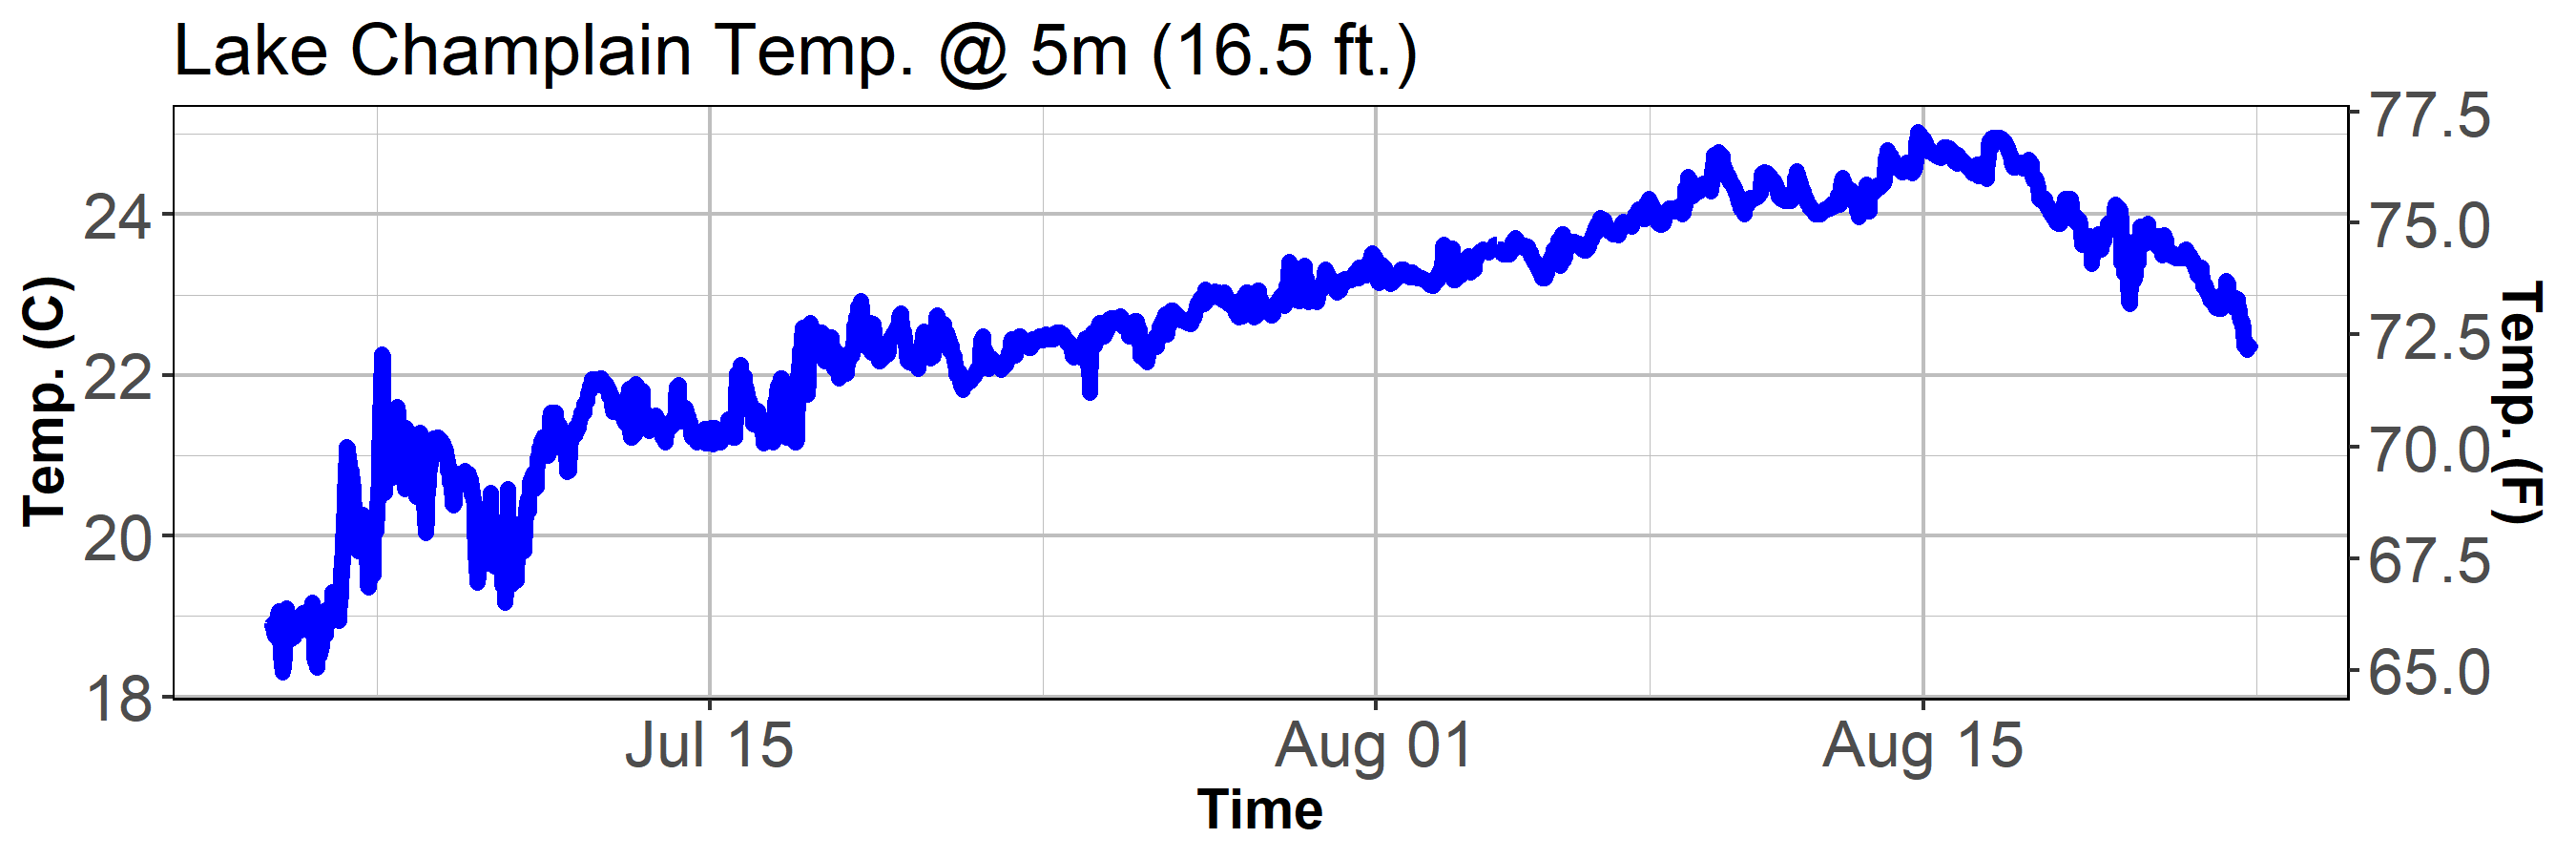 Lake Champlain Temp. @ 5m (16.5 ft.)
Temp. (C)
24
22
20
18
77.5
75.0
72.5
70.0
67.5
65.0
Temp. (F)
Jul 15
Aug 01
Aug 15
Time